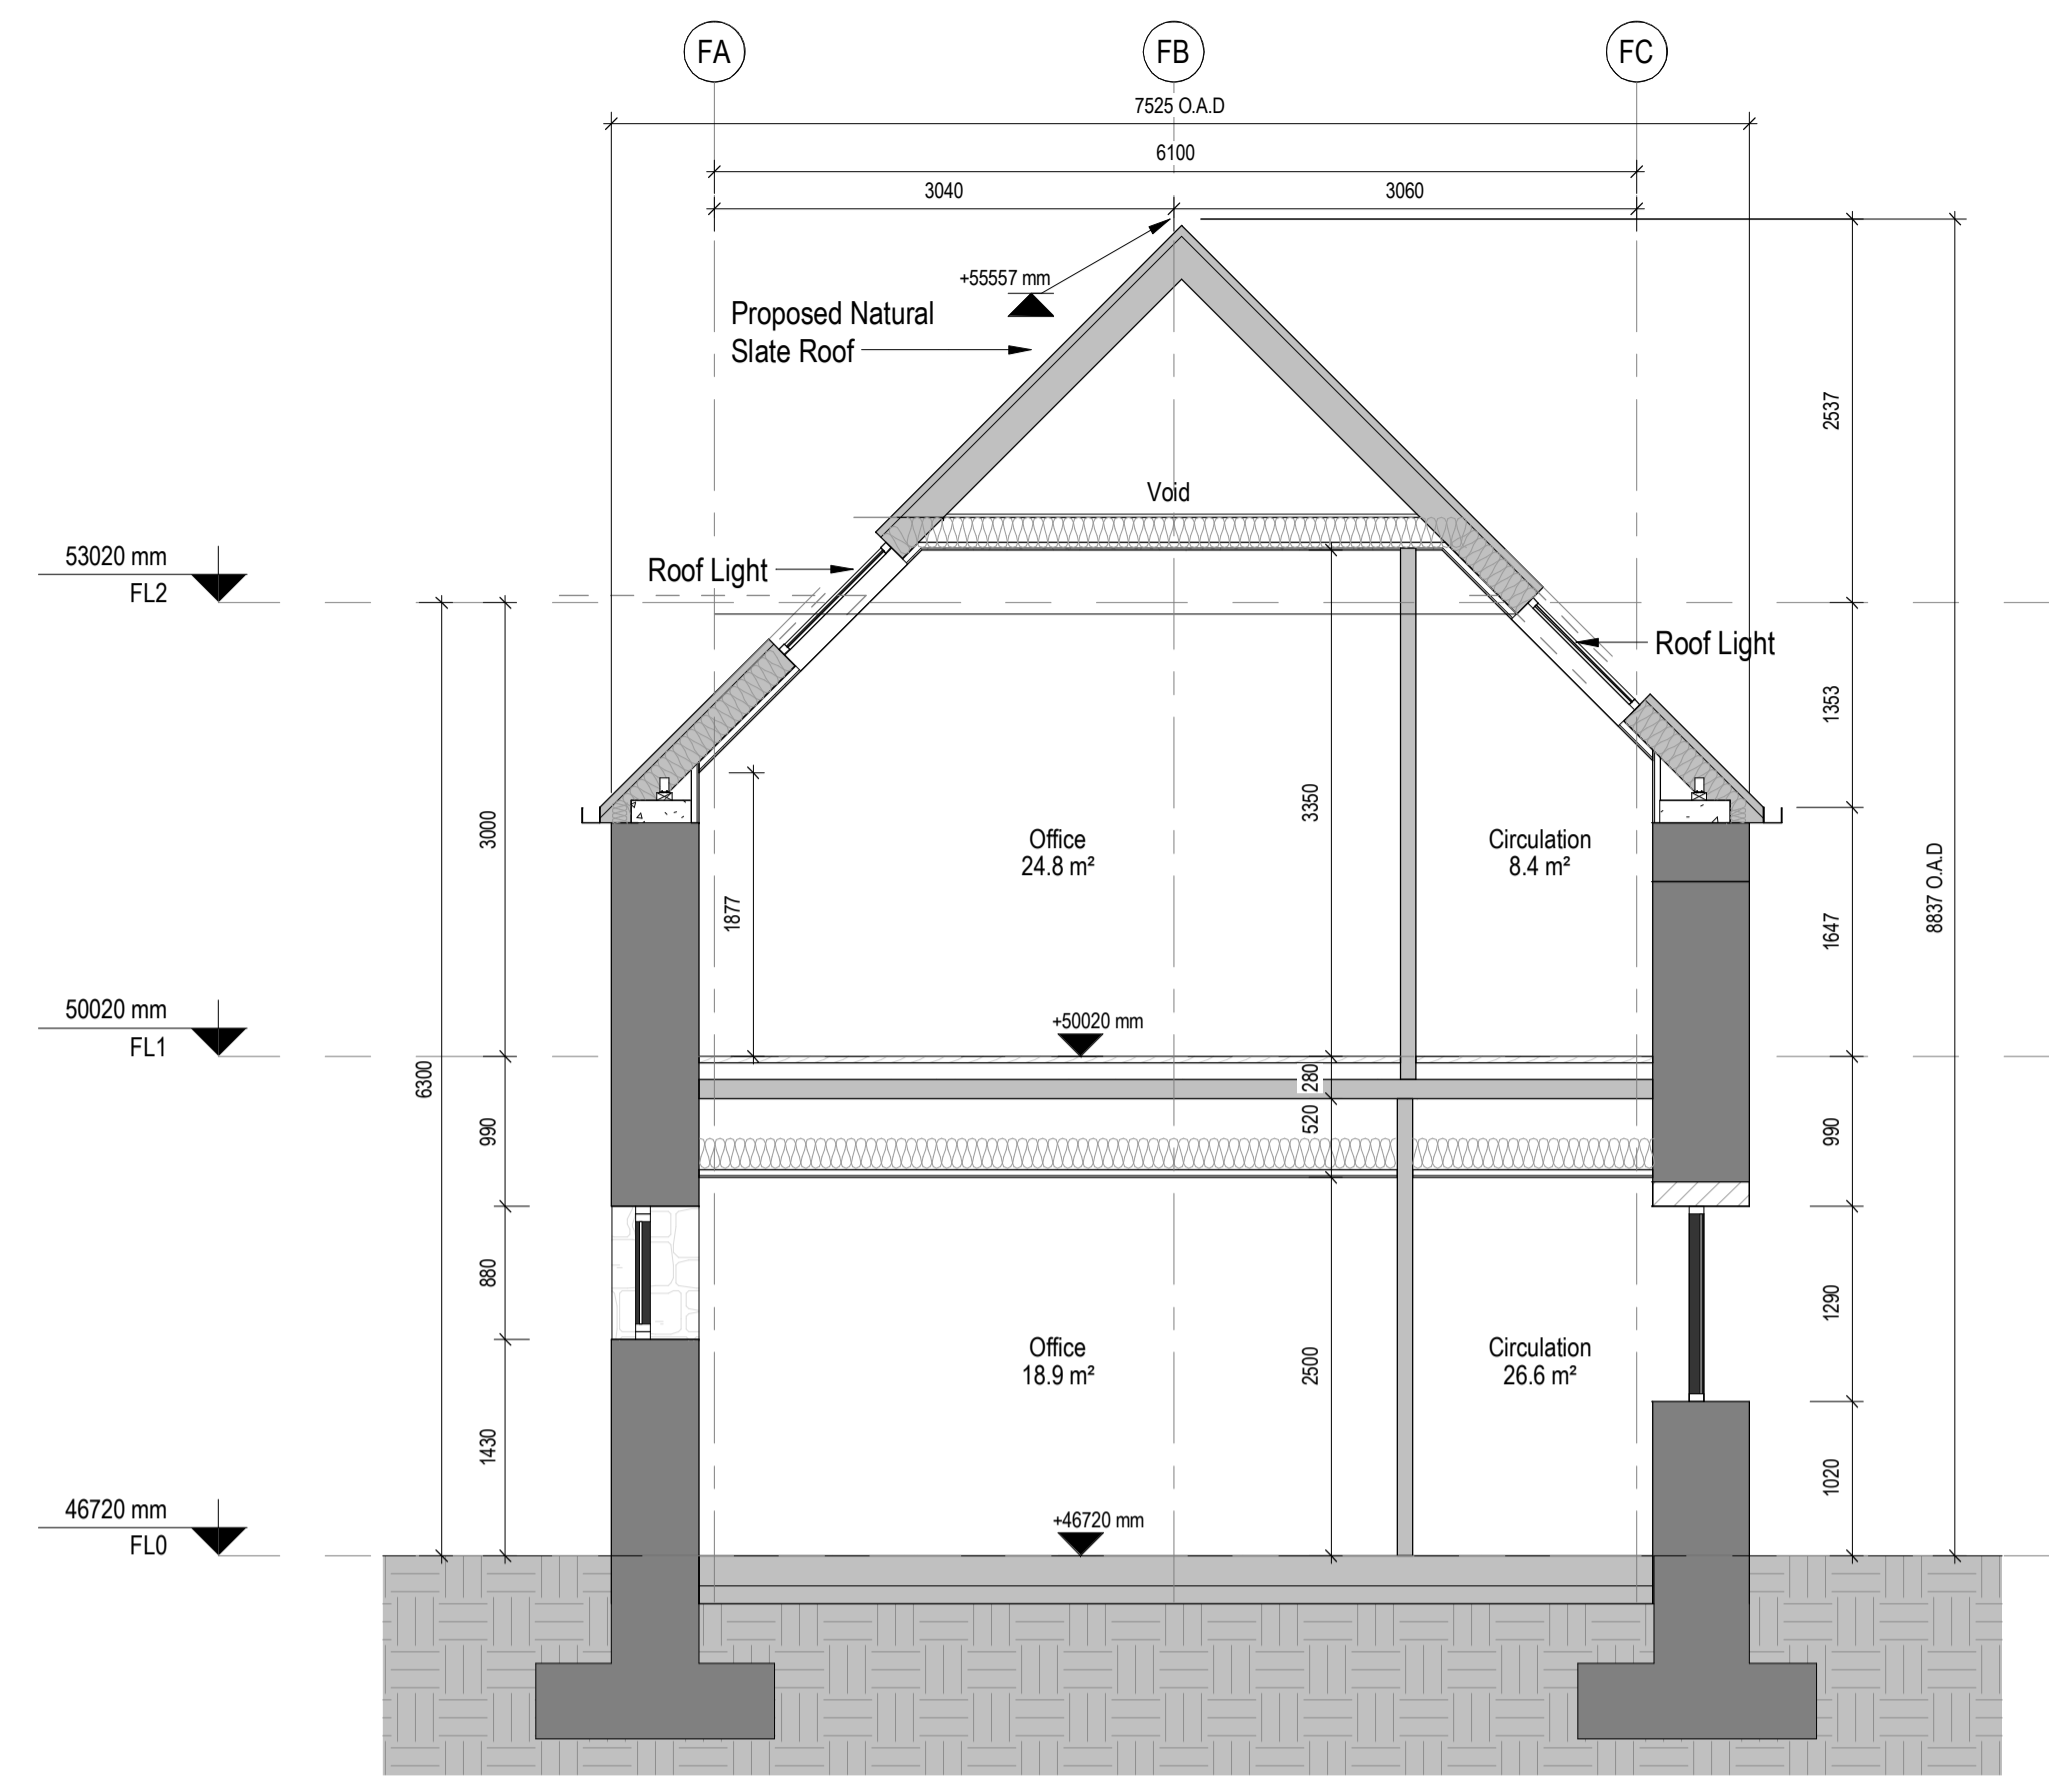 FA
FB
FC
7525 O.A.D
6100
3040
3060
+55557 mm
Proposed Natural
Slate Roof
2537
Void
53020 mm
FL2
Roof Light
Roof Light
1353
3000
3350
Office
24.8 m²
Circulation
8.4 m²
1877
1647
8837 O.A.D
50020 mm
FL1
+50020 mm
6300
280
520
990
990
880
1290
Office
18.9 m²
2500
Circulation
26.6 m²
1430
1020
46720 mm
FL0
+46720 mm